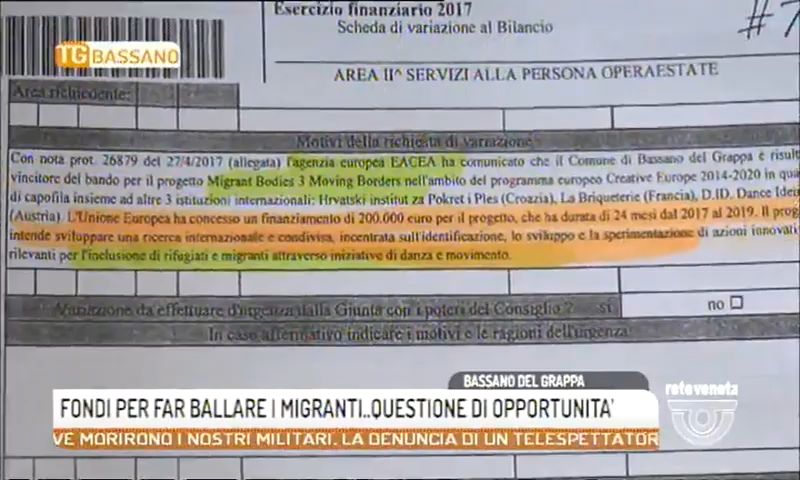 Esercizio finanziario 2017
Scheda di variazione al Bilancio
#7
TG BASSANO
AREA II^ SERVIZI ALLA PERSONA OPERAESTATE
Area richiedente:
Motivi della richiesta di variazione
Con nota prot. 26879 del 27/4/2017 (allegata) l'agenzia europea EACEA ha comunicato che il Comune di Bassano del Grappa è risult
vincitore del bando per il progetto Migrant Bodies 3 Moving Borders nell'ambito del programma europeo Creative Europe 2014-2020 in qua
di capofila insieme ad altre 3 istituzioni internazionali: Hrvatski institut za Pokret i Ples (Croazia), La Briqueterie (Francia), D.ID. Dance Iden
(Austria). L'Unione Europea ha concesso un finanziamento di 200.000 euro per il progetto, che ha durata di 24 mesi dal 2017 al 2019. Il prog
intende sviluppare una ricerca internazionale e condivisa, incentrata sull'identificazione, lo sviluppo e la sperimentazione di azioni innovati
rilevanti per l'inclusione di rifugiati e migranti attraverso iniziative di danza e movimento.
Variazione da effettuare d'urgenza dalla Giunta con i poteri del Consiglio? si
no
In caso affermativo indicare i motivi e le ragioni dell'urgenza:
BASSANO DEL GRAPPA
FONDI PER FAR BALLARE I MIGRANTI..QUESTIONE DI OPPORTUNITA'
VE MORIRONO I NOSTRI MILITARI. LA DENUNCIA DI UN TELESPETTATOR
reteveneta